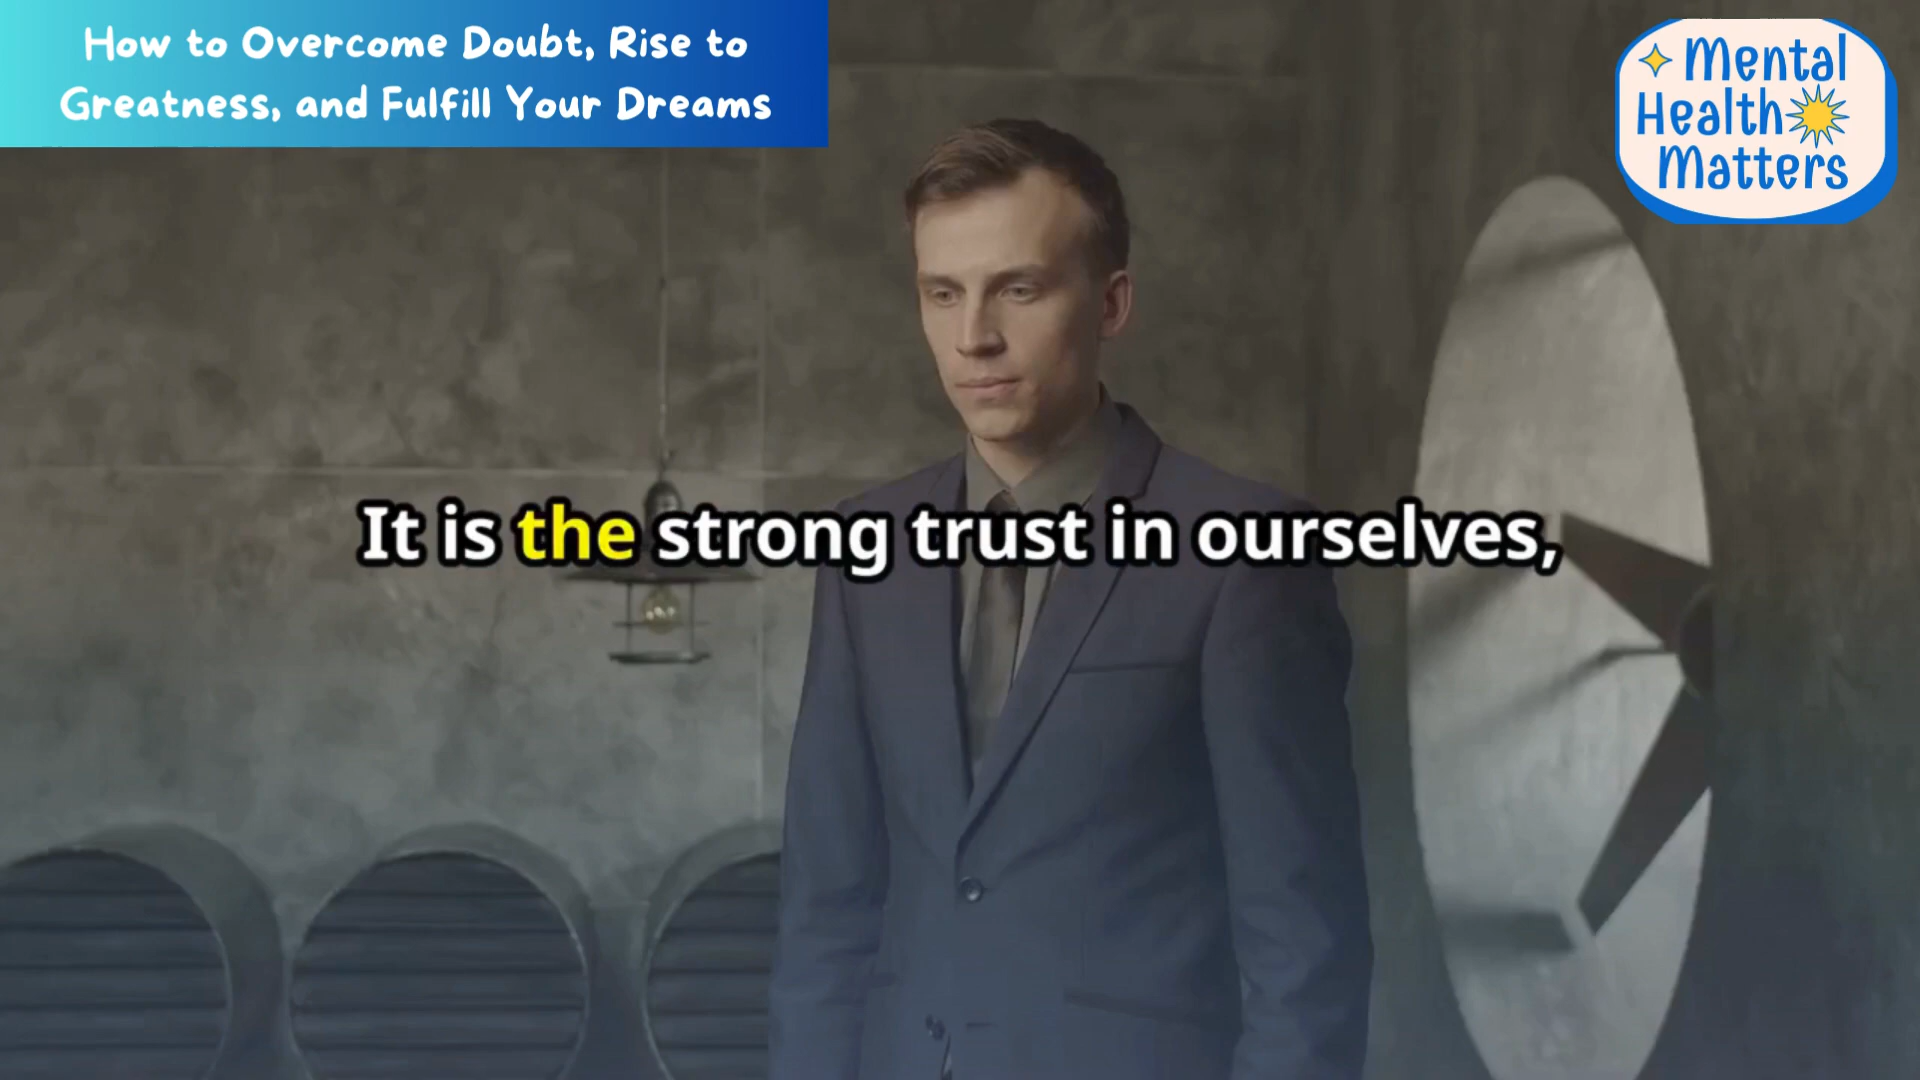 How to Overcome Doubt, Rise to
Greatness, and Fulfill Your Dreams
Mental
Health
Matters
It is the strong trust in ourselves,